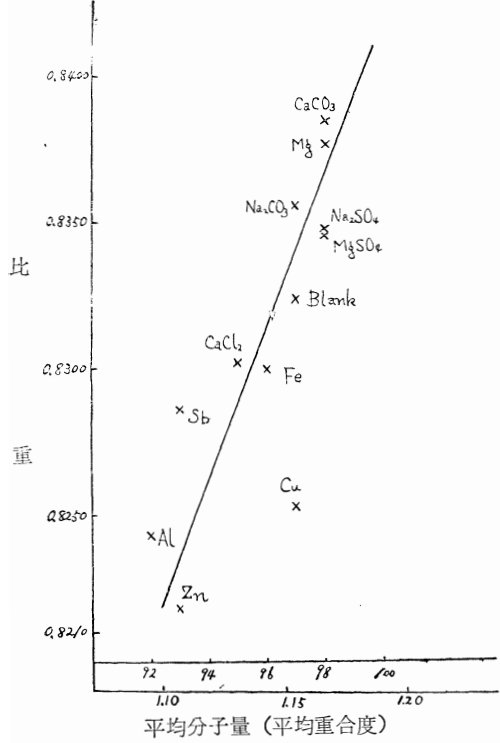 0.8400
CaCO₃
Mg
Na₂CO₃
Na₂SO₄
0.8350
MgSO₄
比
Blank
CaCl₂
0.8300
Fe
Sb
重
Cu
0.8250
Al
Zn
0.8210
92 94 96 98 100
1.10 1.15 1.20
平均分子量（平均重合度）